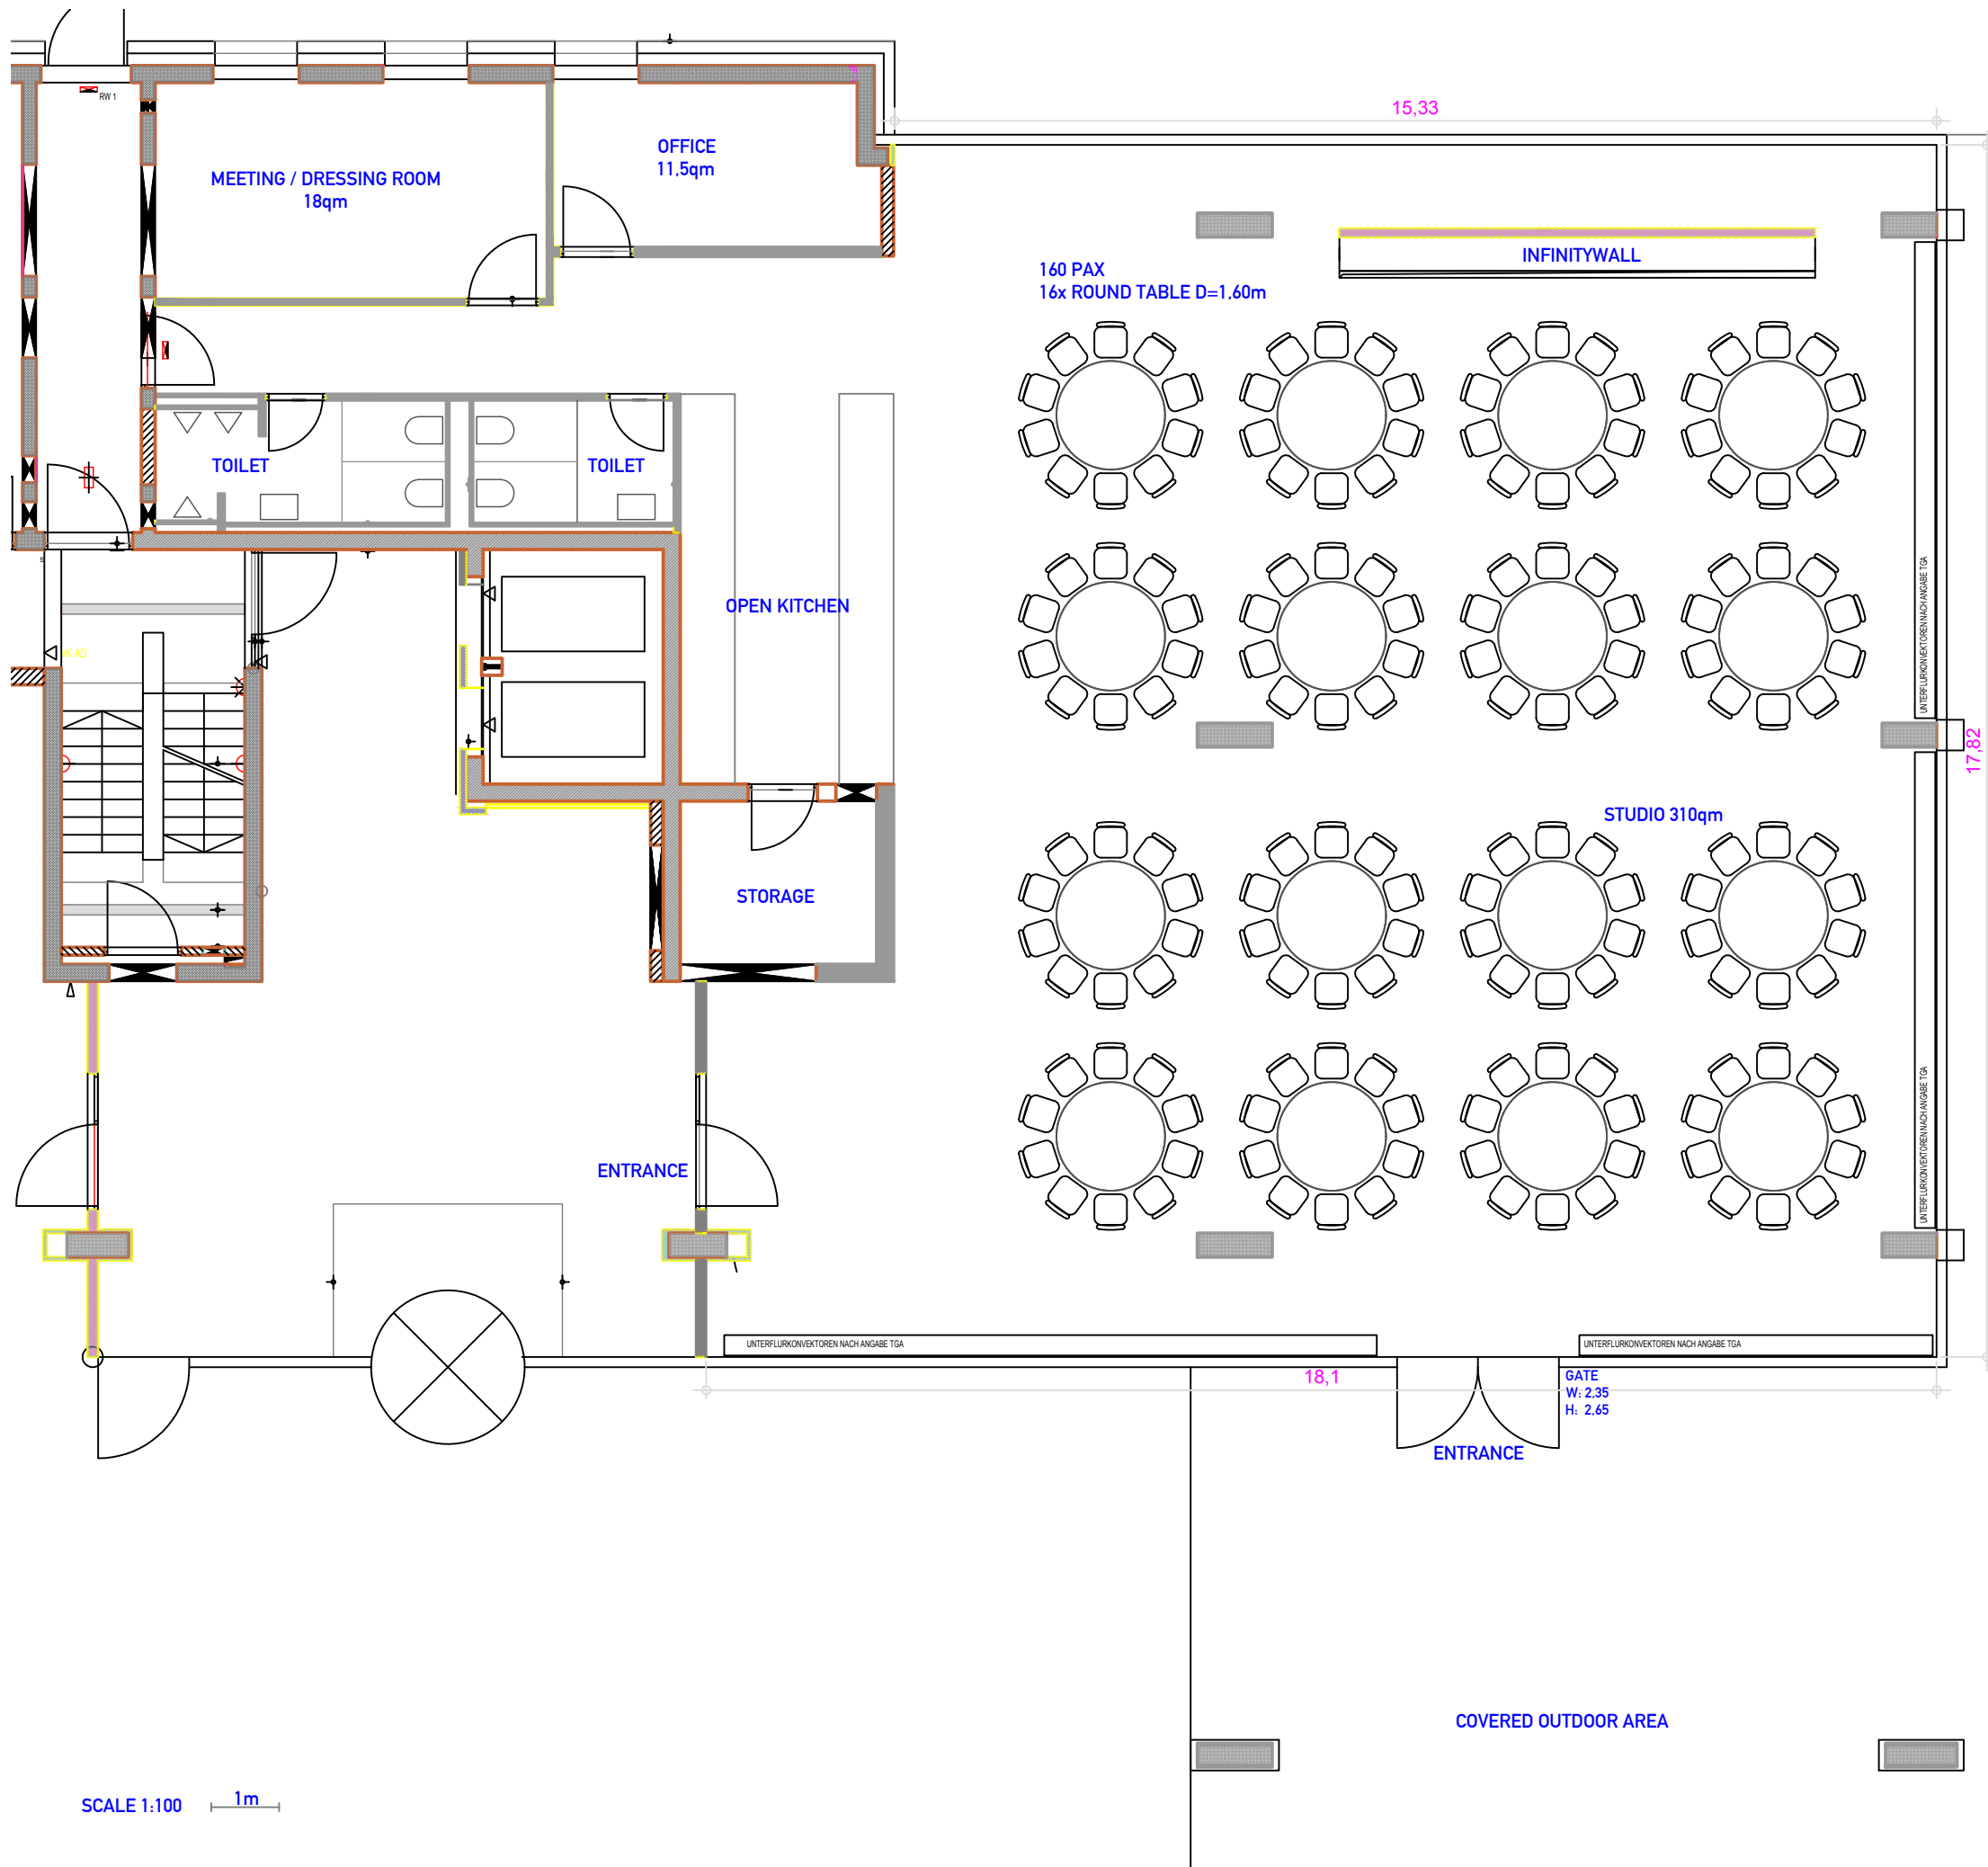 15,33
RW 1
OFFICE
11,5qm
MEETING / DRESSING ROOM
18qm
INFINITYWALL
160 PAX
16x ROUND TABLE D=1,60m
TOILET
TOILET
OPEN KITCHEN
UNTERFLURKONVEKTOREN NACH ANGABE TGA
17,82
STUDIO 310qm
STORAGE
UNTERFLURKONVEKTOREN NACH ANGABE TGA
ENTRANCE
UNTERFLURKONVEKTOREN NACH ANGABE TGA
UNTERFLURKONVEKTOREN NACH ANGABE TGA
18,1
GATE
W: 2,35
H: 2,65
ENTRANCE
COVERED OUTDOOR AREA
SCALE 1:100
1m